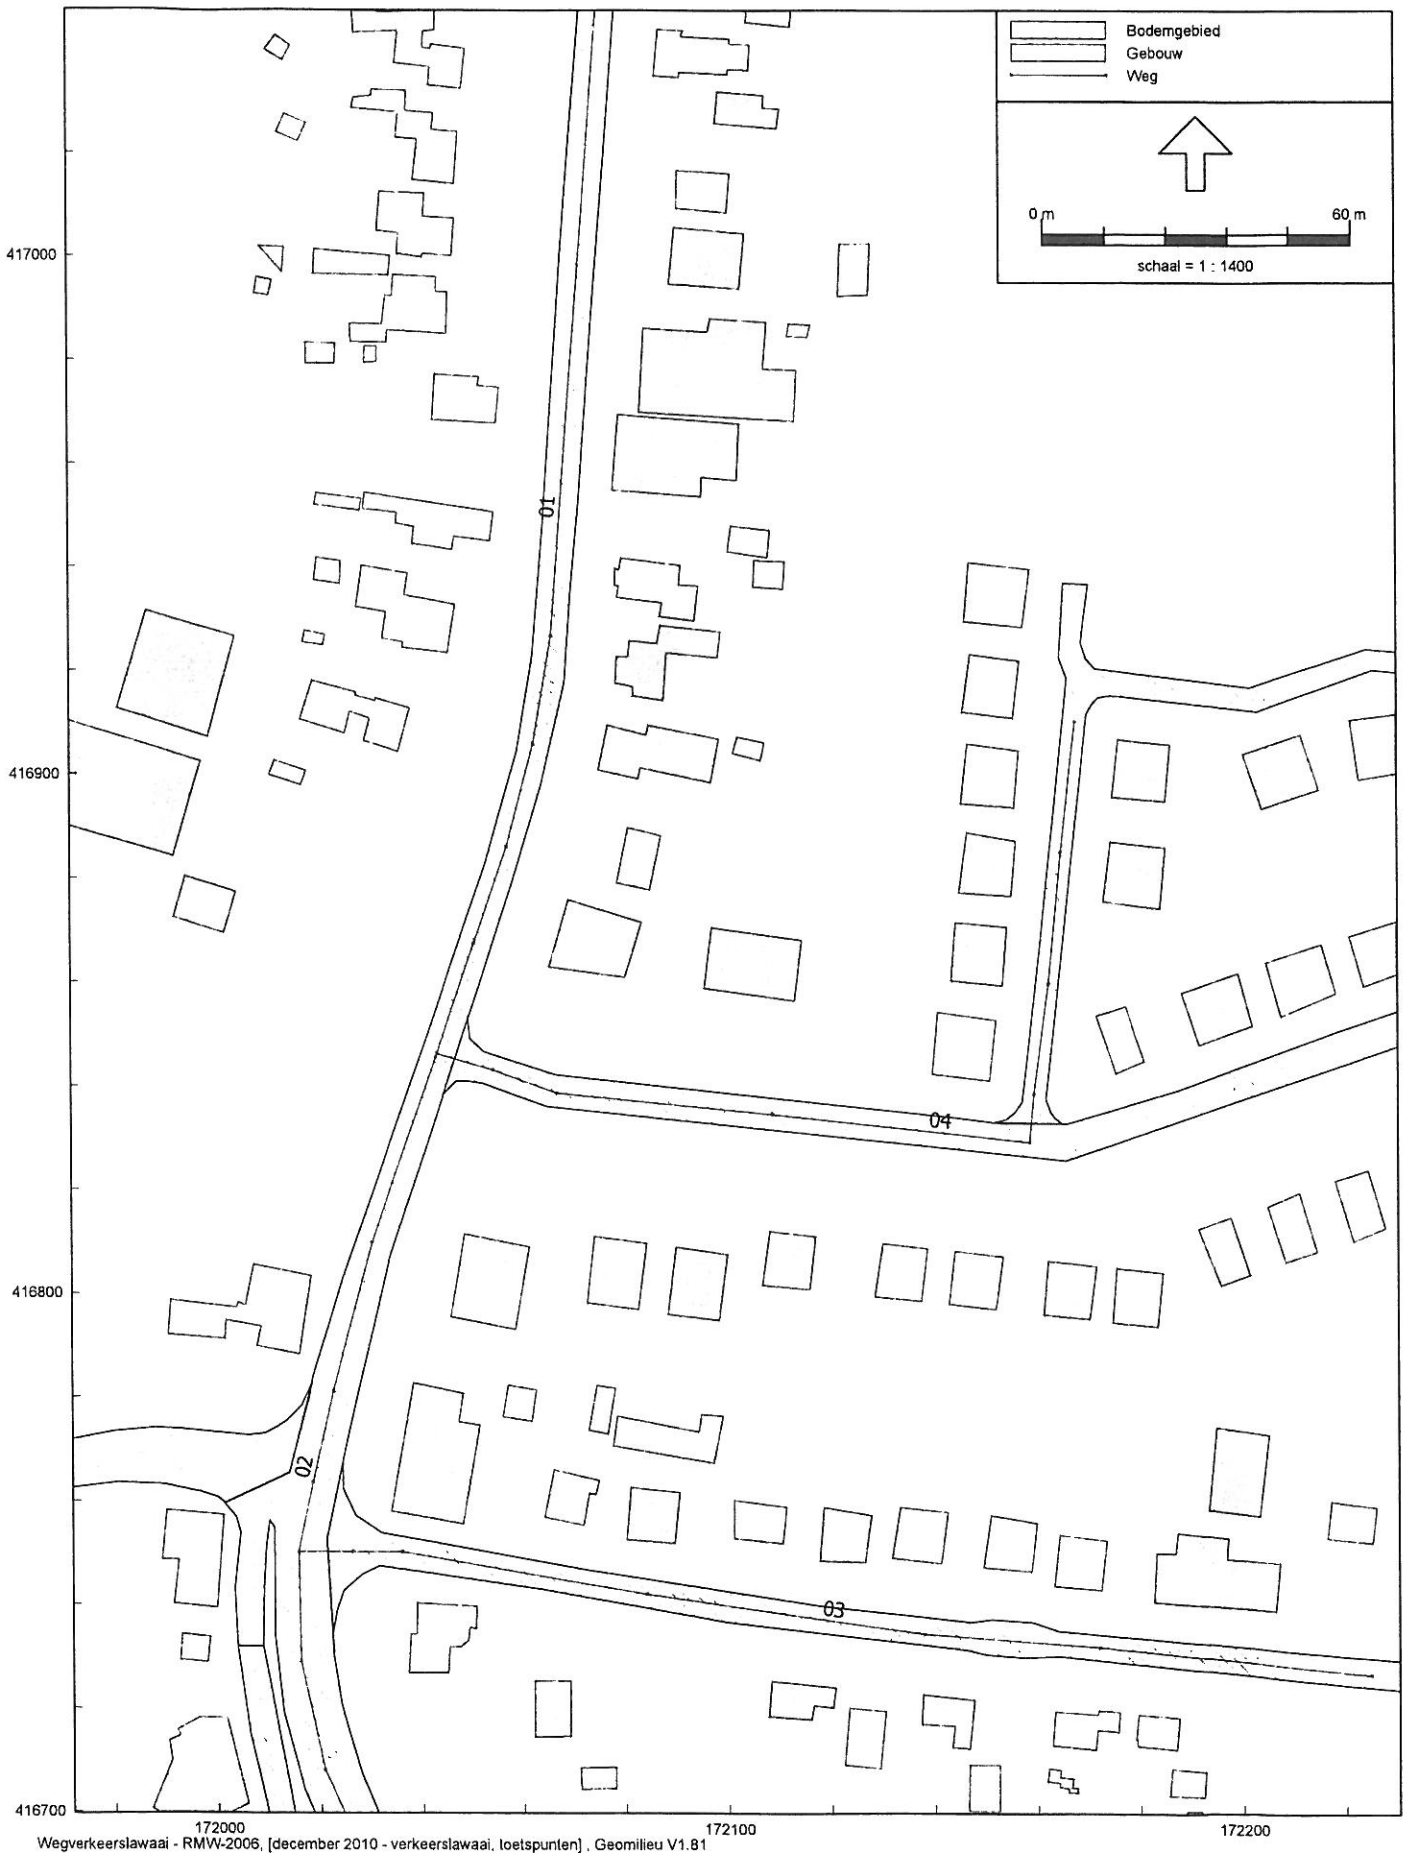 Bodemgebied
Gebouw
Weg
0 m 60 m
schaal = 1 : 1400
417000
01
416900
04
416800
02
03
416700
172000 172100 172200
Wegverkeerslawaai - RMW-2006, [december 2010 - verkeerslawaai, toetspunten] , Geomilieu V1.81